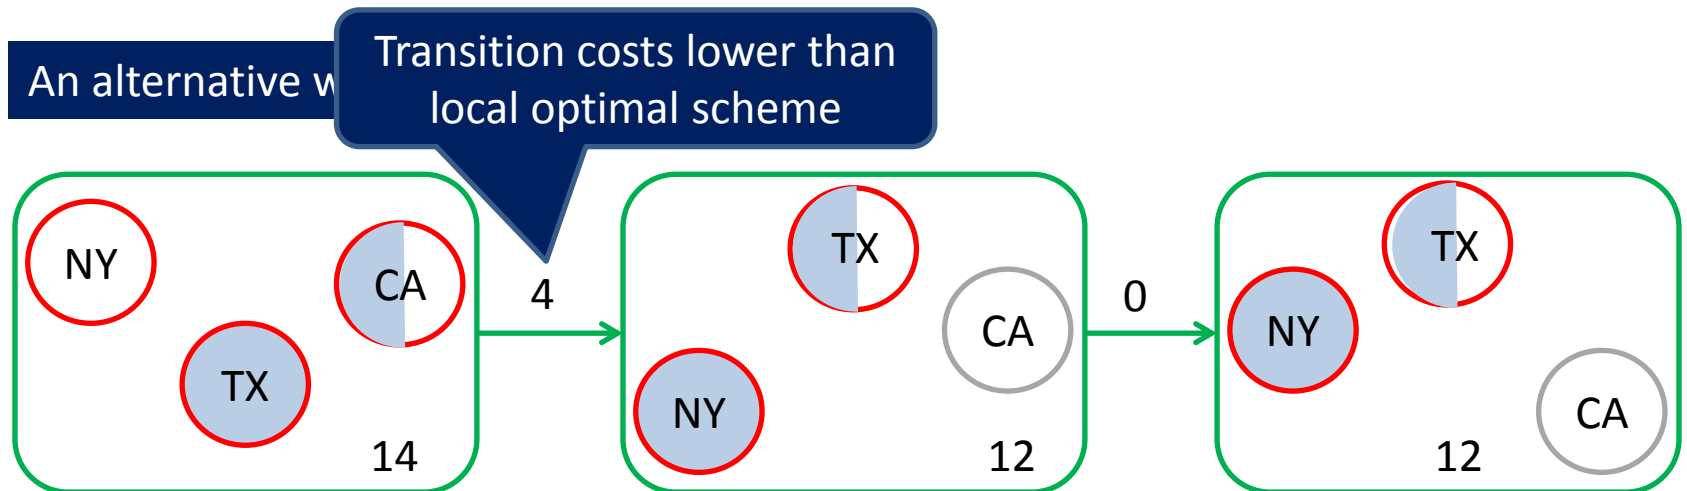 Transition costs lower than
local optimal scheme
An alternative
NY
CA
TX
14
4
TX
CA
NY
12
0
TX
NY
CA
12